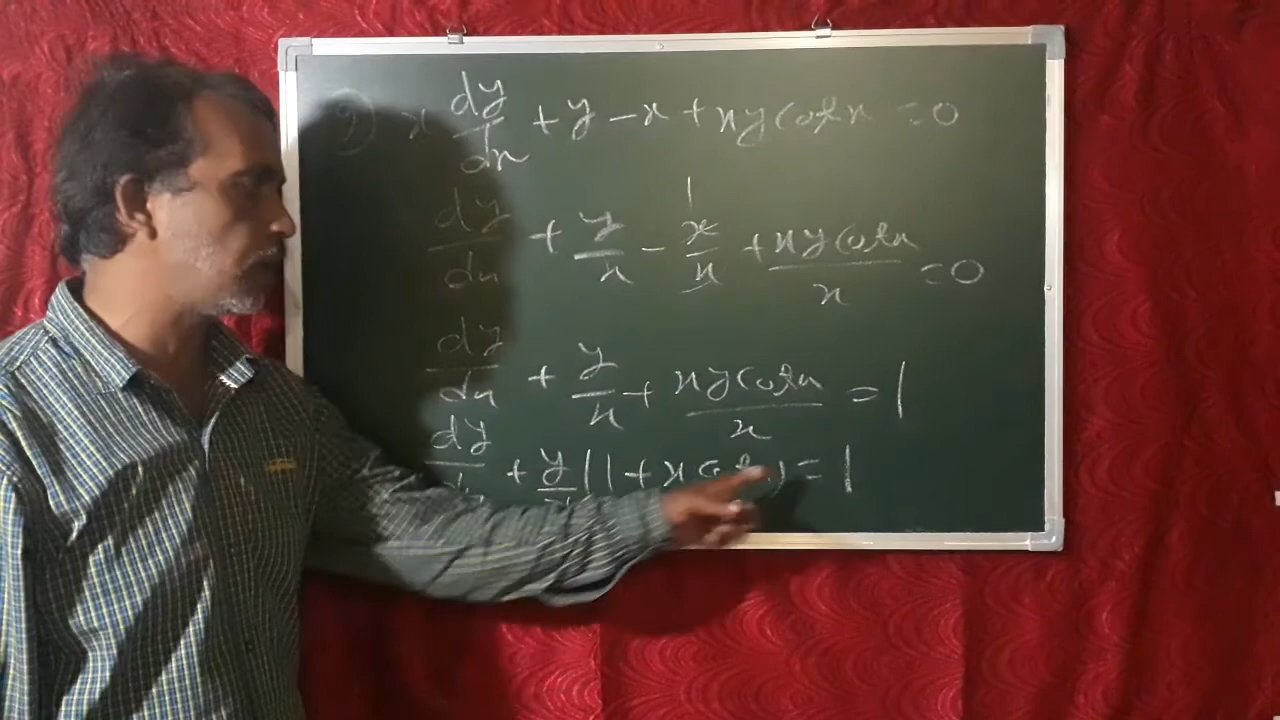 9) x dy/dx + y - x + xy cot x = 0
dy/dx + y/x - x/x 1 + xy cot x/x = 0
dy/dx + y/x + xy cot x/x = 1
dy/dx + y/x (1 + x cot x) = 1